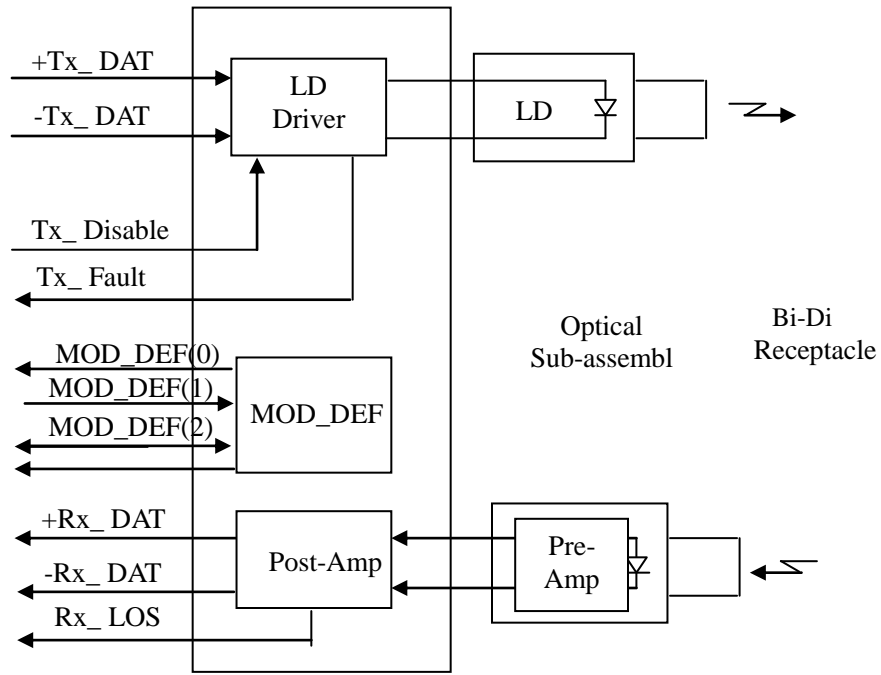 +Tx_ DAT
-Tx_ DAT
LD
Driver
LD
Tx_ Disable
Tx_ Fault
Optical
Sub-assembl
Bi-Di
Receptacle
MOD_DEF(0)
MOD_DEF(1)
MOD_DEF(2)
MOD_DEF
+Rx_ DAT
-Rx_ DAT
Rx_ LOS
Post-Amp
Pre-
Amp